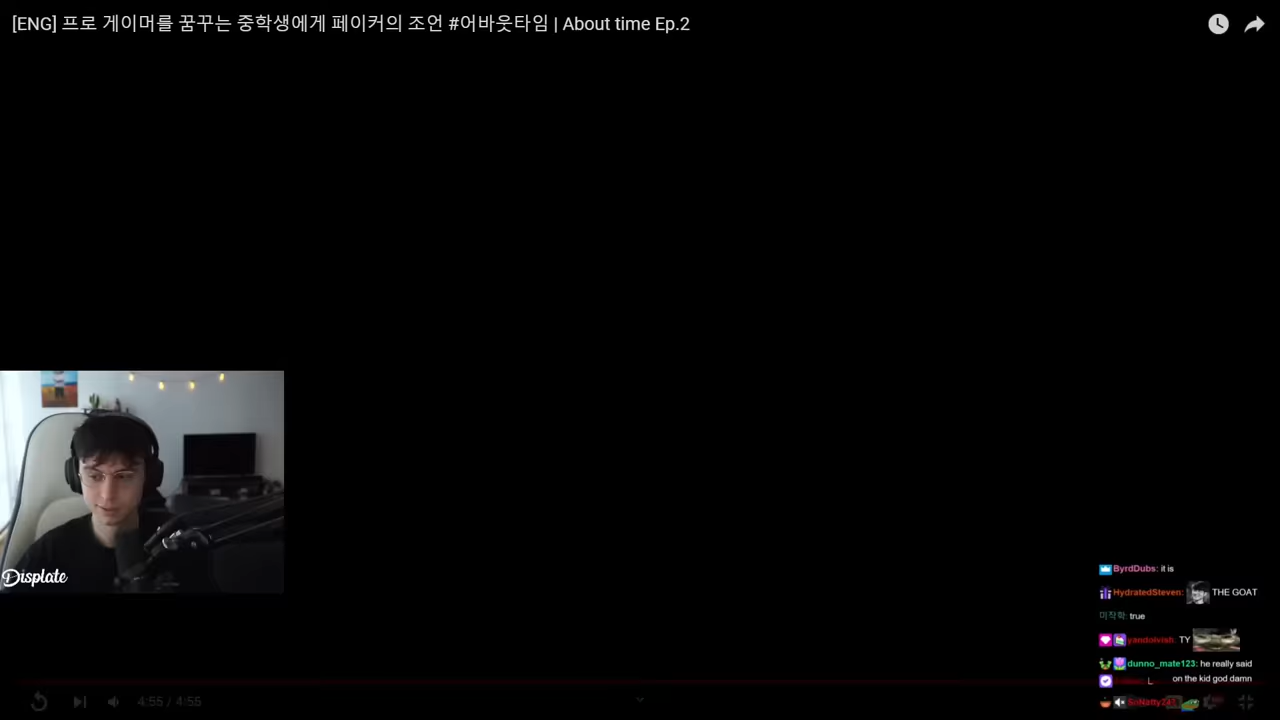 [ENG] 프로 게이머를 꿈꾸는 중학생에게 페이커의 조언 #어바웃타임 | About time Ep.2
Displate
ByrdDubs: it is
HydratedSteven: THE GOAT
미작학: true
yandolvish: TY
dunno_mate123: he really said
L on the kid god damn
4:55 / 4:55